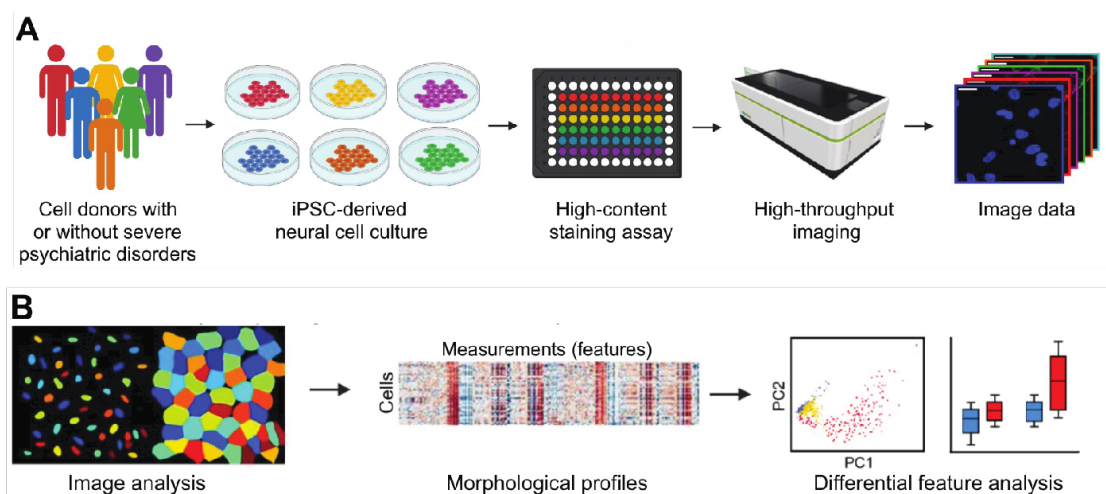 A
Cell donors with
or without severe
psychiatric disorders
iPSC-derived
neural cell culture
High-content
staining assay
High-throughput
imaging
Image data
B
Measurements (features)
Cells
PC2
PC1
Image analysis
Morphological profiles
Differential feature analysis